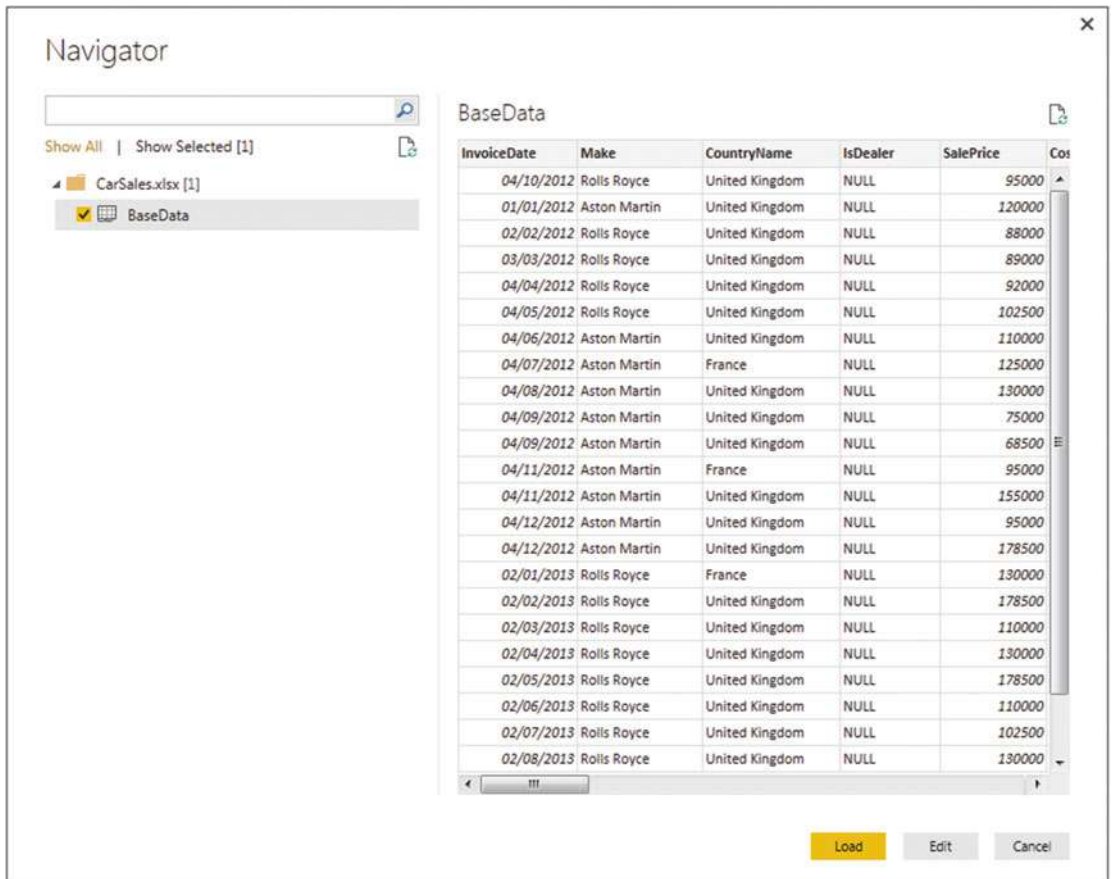 Navigator
Show All | Show Selected [1]
CarSales.xlsx [1]
BaseData
BaseData
InvoiceDate Make CountryName IsDealer SalePrice Cos
04/10/2012 Rolls Royce United Kingdom NULL 95000
01/01/2012 Aston Martin United Kingdom NULL 120000
02/02/2012 Rolls Royce United Kingdom NULL 88000
03/03/2012 Rolls Royce United Kingdom NULL 89000
04/04/2012 Rolls Royce United Kingdom NULL 92000
04/05/2012 Rolls Royce United Kingdom NULL 102500
04/06/2012 Aston Martin United Kingdom NULL 110000
04/07/2012 Aston Martin France NULL 125000
04/08/2012 Aston Martin United Kingdom NULL 130000
04/09/2012 Aston Martin United Kingdom NULL 75000
04/09/2012 Aston Martin United Kingdom NULL 68500
04/11/2012 Aston Martin France NULL 95000
04/11/2012 Aston Martin United Kingdom NULL 155000
04/12/2012 Aston Martin United Kingdom NULL 95000
04/12/2012 Aston Martin United Kingdom NULL 178500
02/01/2013 Rolls Royce France NULL 130000
02/02/2013 Rolls Royce United Kingdom NULL 178500
02/03/2013 Rolls Royce United Kingdom NULL 110000
02/04/2013 Rolls Royce United Kingdom NULL 130000
02/05/2013 Rolls Royce United Kingdom NULL 178500
02/06/2013 Rolls Royce United Kingdom NULL 110000
02/07/2013 Rolls Royce United Kingdom NULL 102500
02/08/2013 Rolls Royce United Kingdom NULL 130000
Load Edit Cancel